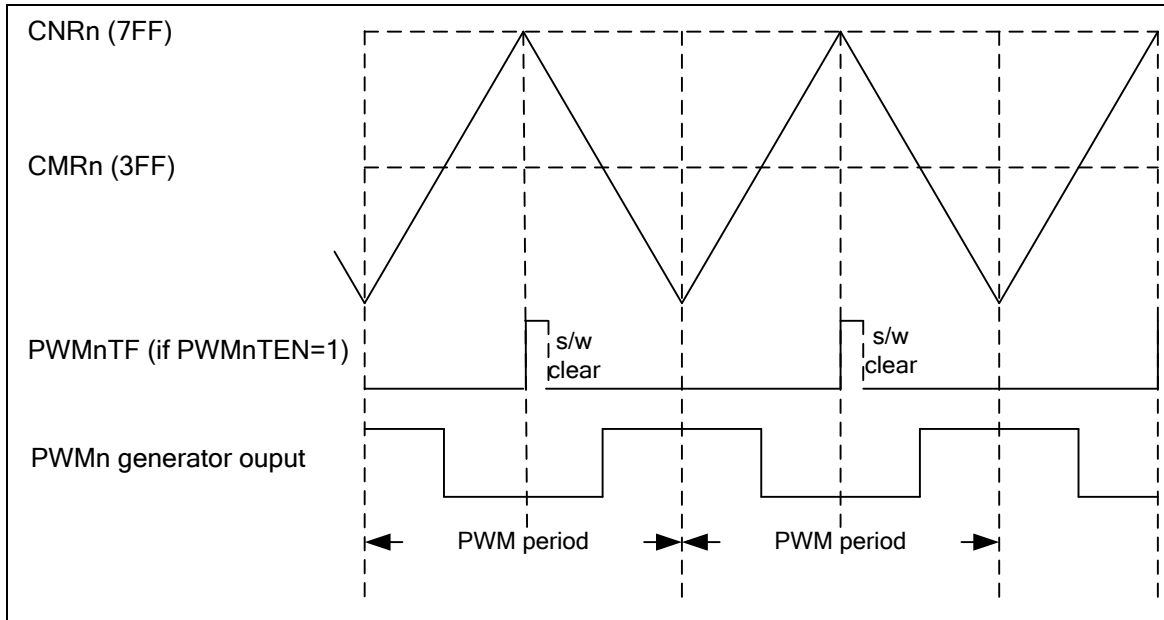 CNRn (7FF)
CMRn (3FF)
PWMnTF (if PWMnTEN=1)
s/w
clear
s/w
clear
PWMn generator ouput
PWM period
PWM period